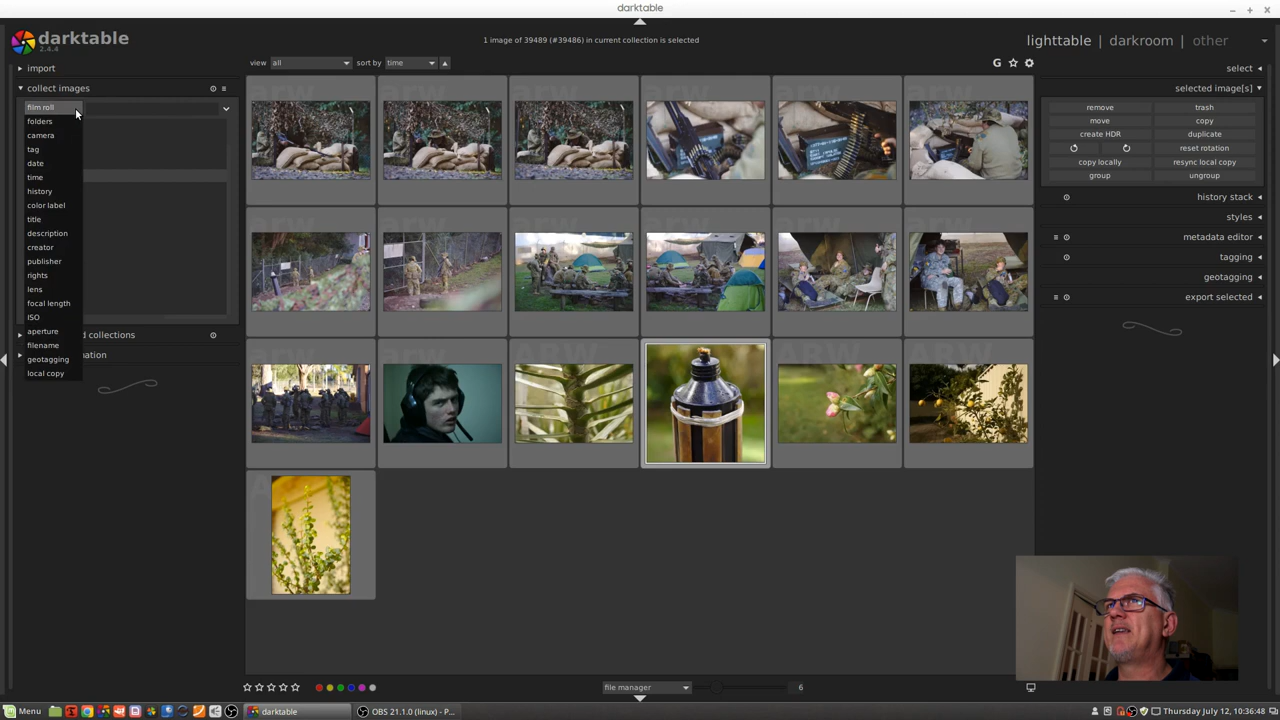 darktable
darktable
2.4.4
1 image of 39489 (#39486) in current collection is selected
lighttable | darkroom | other
import
view all sort by time
G
select
collect images
selected image[s]
film roll
folders
camera
tag
date
time
history
color label
title
description
creator
publisher
rights
lens
focal length
ISO
aperture
filename
geotagging
local copy
d collections
mation
remove trash
move copy
create HDR duplicate
reset rotation
copy locally resync local copy
group ungroup
history stack
styles
metadata editor
tagging
geotagging
export selected
file manager 6
Menu darktable OBS 21.1.0 (linux) - P... Thursday July 12, 10:36:48